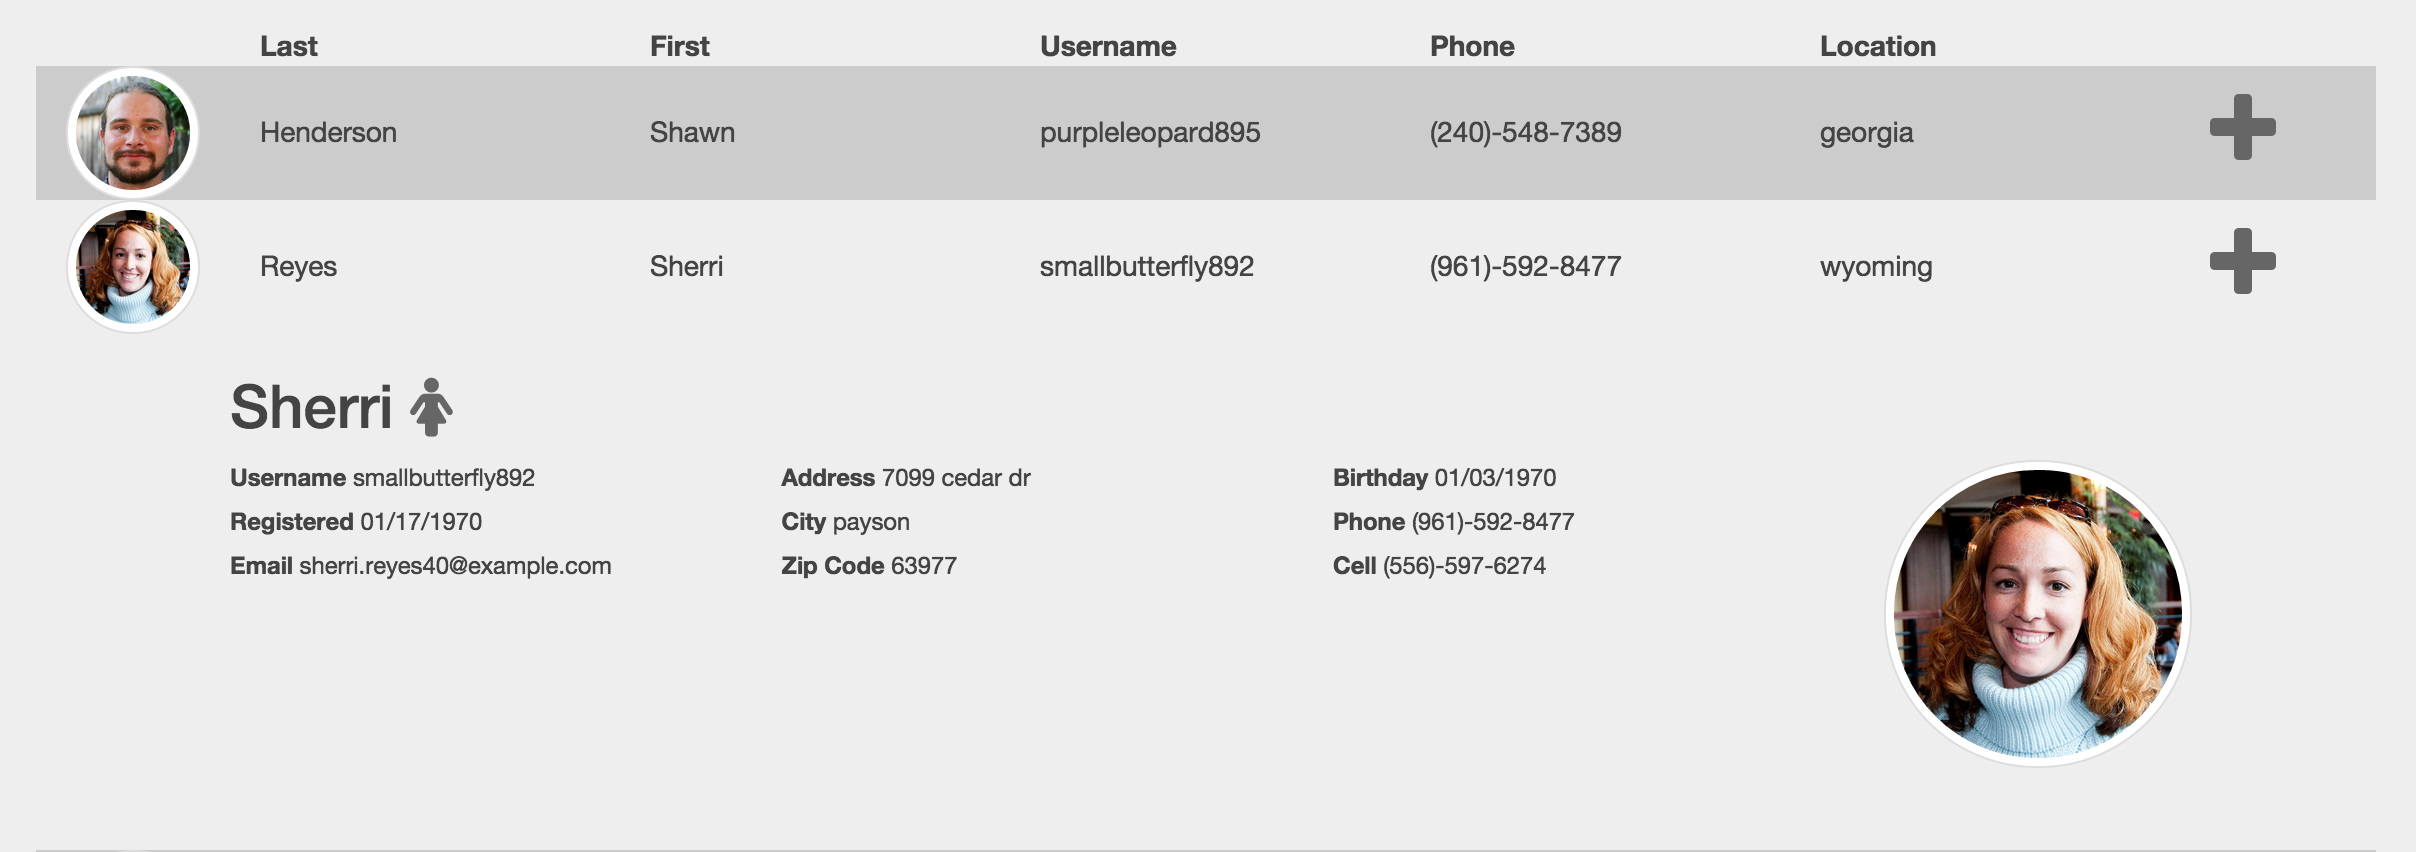 Last First Username Phone Location
Henderson Shawn purpleleopard895 (240)-548-7389 georgia
Reyes Sherri smallbutterfly892 (961)-592-8477 wyoming
Sherri
Username smallbutterfly892 Address 7099 cedar dr Birthday 01/03/1970
Registered 01/17/1970 City payson Phone (961)-592-8477
Email sherri.reyes40@example.com Zip Code 63977 Cell (556)-597-6274